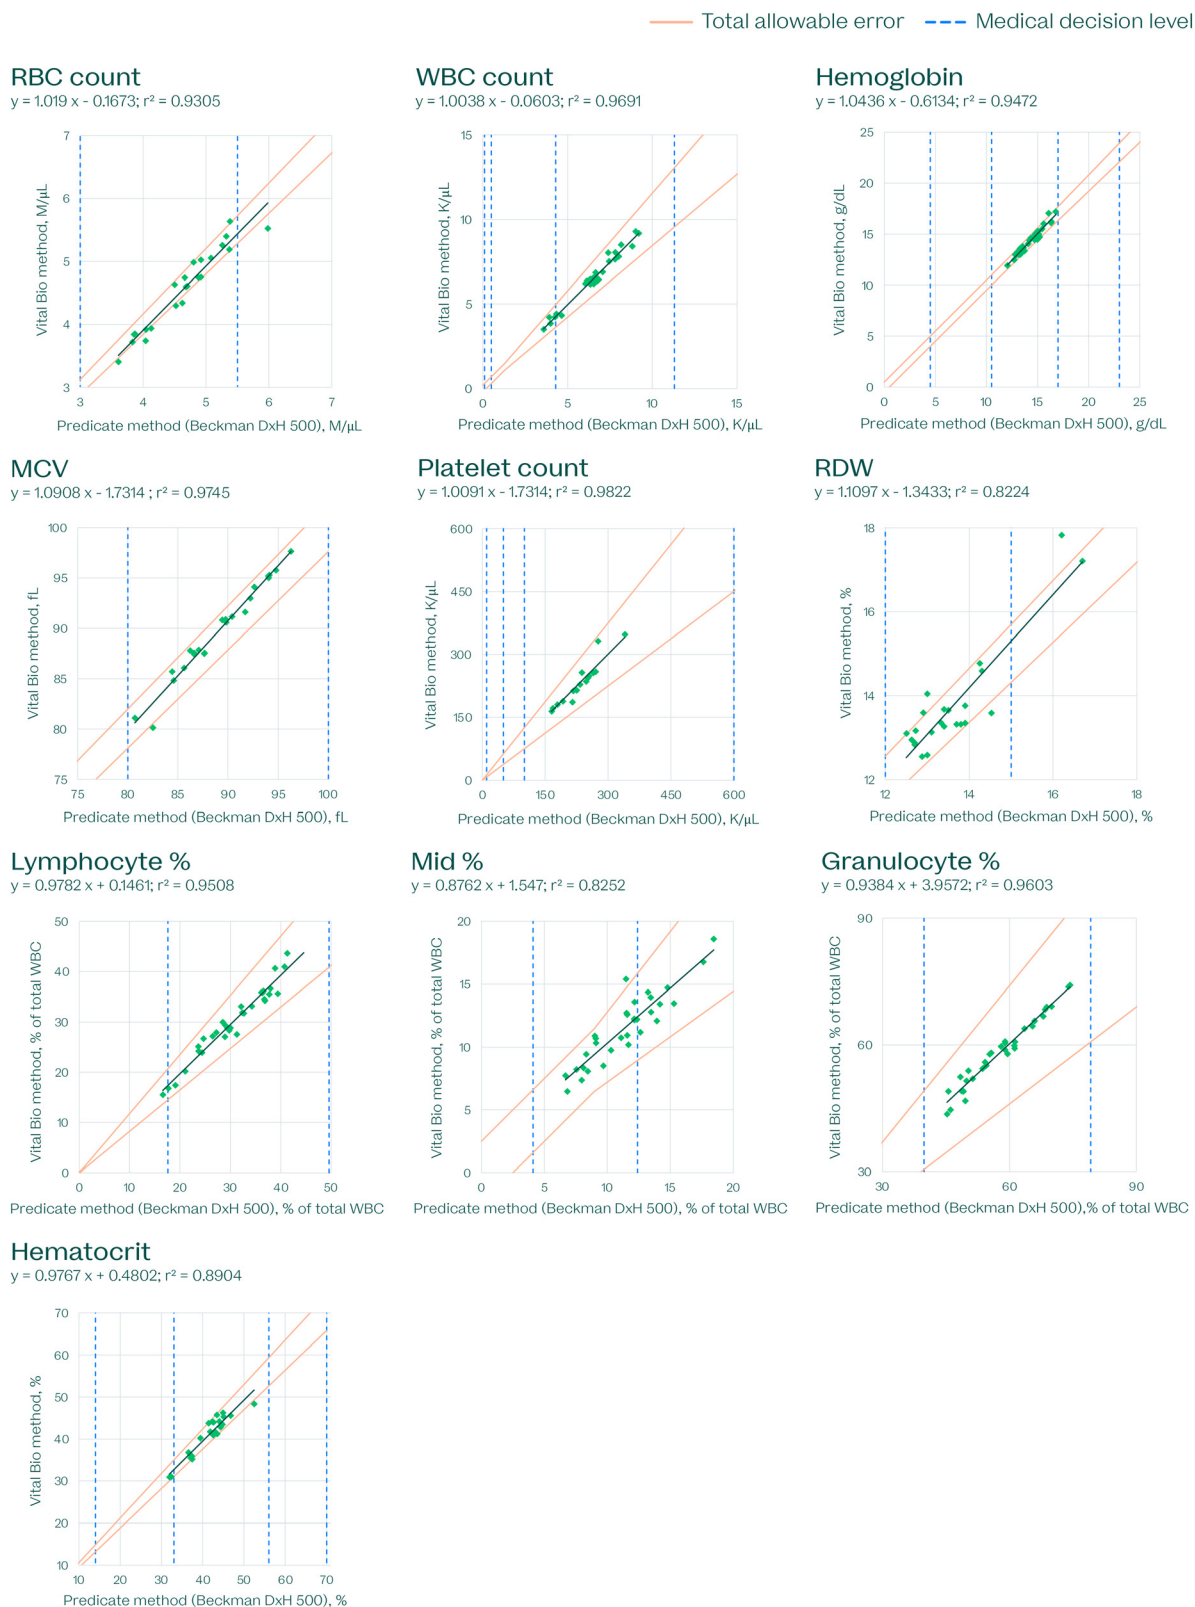 Total allowable error Medical decision level
RBC count
y = 1.019 x - 0.1673; r² = 0.9305
7
6
5
4
3
3 4 5 6 7
Vital Bio method, M/μL
Predicate method (Beckman DxH 500), M/μL
WBC count
y = 1.0038 x - 0.0603; r² = 0.9691
15
10
5
0
0 5 10 15
Vital Bio method, K/μL
Predicate method (Beckman DxH 500), K/μL
Hemoglobin
y = 1.0436 x - 0.6134; r² = 0.9472
25
20
15
10
5
0
0 5 10 15 20 25
Vital Bio method, g/dL
Predicate method (Beckman DxH 500), g/dL
MCV
y = 1.0908 x - 1.7314 ; r² = 0.9745
100
95
90
85
80
75
75 80 85 90 95 100
Vital Bio method, fL
Predicate method (Beckman DxH 500), fL
Platelet count
y = 1.0091 x - 1.7314; r² = 0.9822
600
450
300
150
0
0 150 300 450 600
Vital Bio method, K/μL
Predicate method (Beckman DxH 500), K/μL
RDW
y = 1.1097 x - 1.3433; r² = 0.8224
18
16
14
12
12 14 16 18
Vital Bio method, %
Predicate method (Beckman DxH 500), %
Lymphocyte %
y = 0.9782 x + 0.1461; r² = 0.9508
50
40
30
20
10
0
0 10 20 30 40 50
Vital Bio method, % of total WBC
Predicate method (Beckman DxH 500), % of total WBC
Mid %
y = 0.8762 x + 1.547; r² = 0.8252
20
15
10
5
0
0 5 10 15 20
Vital Bio method, % of total WBC
Predicate method (Beckman DxH 500), % of total WBC
Granulocyte %
y = 0.9384 x + 3.9572; r² = 0.9603
90
60
30
30 60 90
Vital Bio method, % of total WBC
Predicate method (Beckman DxH 500),% of total WBC
Hematocrit
y = 0.9767 x + 0.4802; r² = 0.8904
70
60
50
40
30
20
10
10 20 30 40 50 60 70
Vital Bio method, %
Predicate method (Beckman DxH 500), %